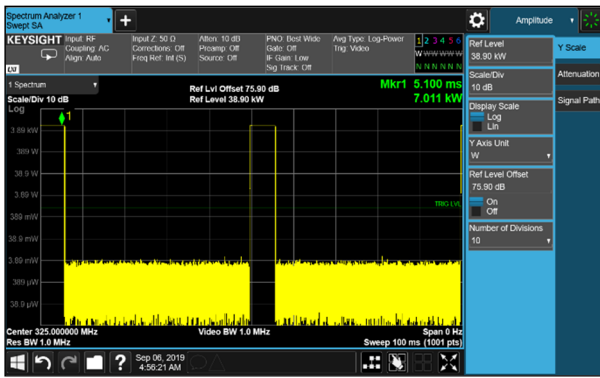 Spectrum Analyzer 1
Swept SA
+
Amplitude
KEYSIGHT
Input: RF
Coupling: AC
Align: Auto
Input Z: 50 Ω
Corrections: Off
Freq Ref: Int (S)
Atten: 10 dB
Preamp: Off
Source: Off
PNO: Best Wide
Gate: Off
IF Gain: Low
Sig Track: Off
Avg Type: Log-Power
Trig: Video
1 2 3 4 5 6
W W W W W W
N N N N N N
LXI
1 Spectrum
Scale/Div 10 dB
Log
Ref Lvl Offset 75.90 dB
Ref Level 38.90 kW
Mkr1 5.100 ms
7.011 kW
1
3.89 kW
389 W
38.9 W
3.89 W
389 mW
38.9 mW
3.89 mW
389 µW
38.9 µW
TRIG LVL
Center 325.000000 MHz
Res BW 1.0 MHz
Video BW 1.0 MHz
Span 0 Hz
Sweep 100 ms (1001 pts)
Ref Level
38.90 kW
Scale/Div
10 dB
Display Scale
Log
Lin
Y Axis Unit
W
Ref Level Offset
75.90 dB
On
Off
Number of Divisions
10
Y Scale
Attenuation
Signal Path
?
Sep 06, 2019
4:56:21 AM